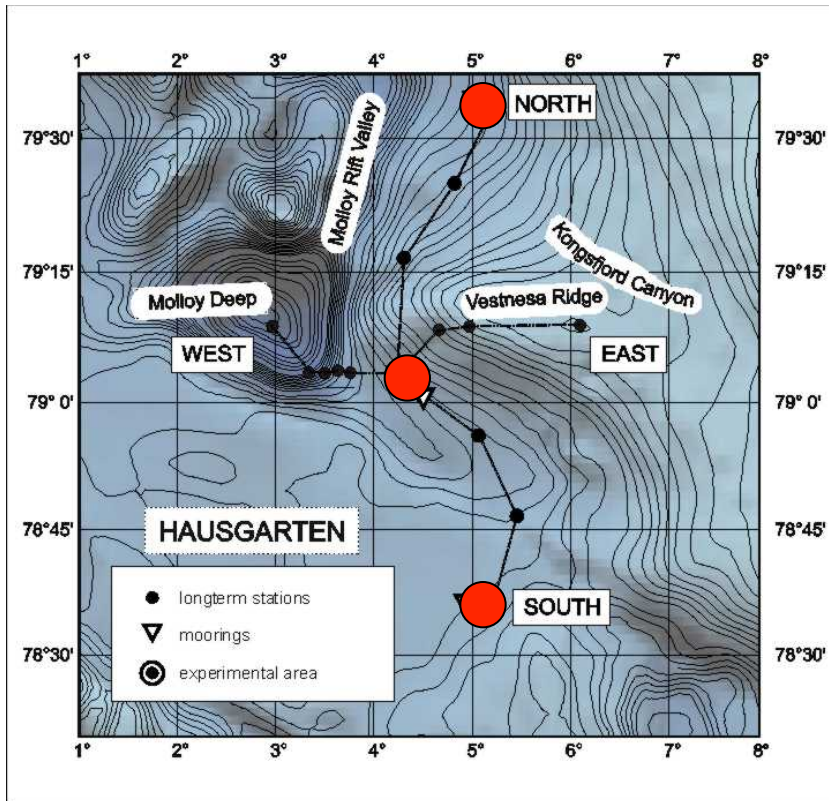 1° 2° 3° 4° 5° 6° 7° 8°
NORTH
79°30' 79°30'
Molloy Rift Valley
Kongsfjord Canyon
79°15' 79°15'
Molloy Deep
Vestnesa Ridge
WEST
EAST
79° 0' 79° 0'
78°45' 78°45'
HAUSGARTEN
longterm stations
moorings
experimental area
SOUTH
78°30' 78°30'
1° 2° 3° 4° 5° 6° 7° 8°